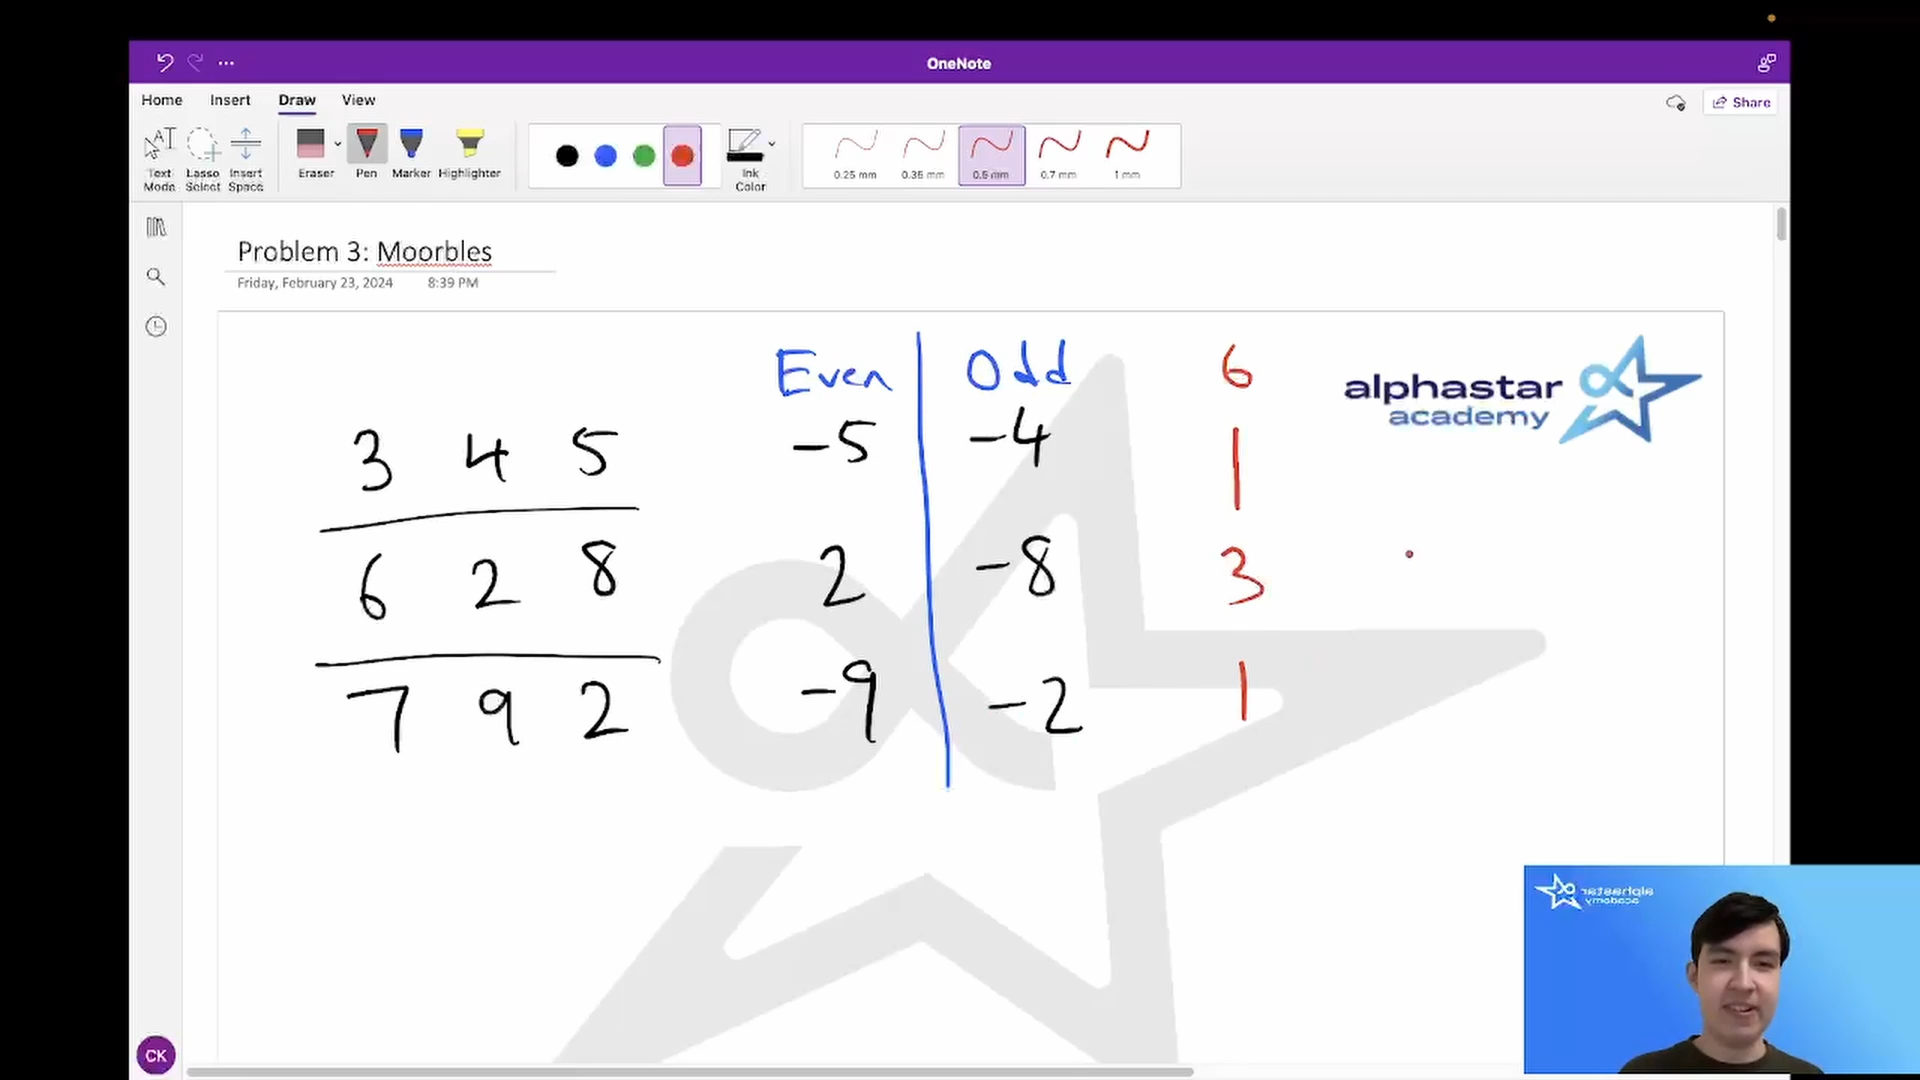 OneNote
Home Insert Draw View
Share
Text Mode
Lasso Select
Insert Space
Eraser
Pen
Marker
Highlighter
Ink Color
0.25 mm
0.35 mm
0.5 mm
0.7 mm
1 mm
Problem 3: Moorbles
Friday, February 23, 2024 8:39 PM
Even Odd 6
3 4 5 -5 -4 1
6 2 8 2 -8 3
7 9 2 -9 -2 1
alphastar
academy
alphastar
academy
CK